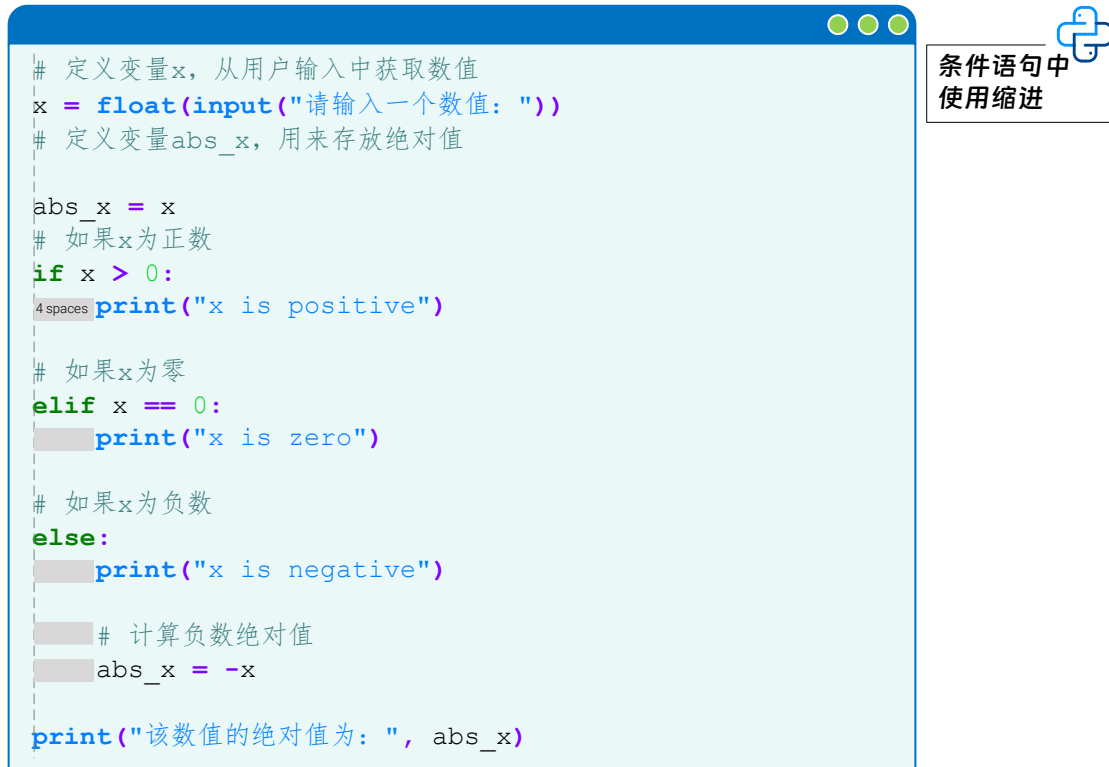 # 定义变量x，从用户输入中获取数值
x = float(input("请输入一个数值: "))
# 定义变量abs_x，用来存放绝对值
abs_x = x
# 如果x为正数
if x > 0:
4 spaces print("x is positive")
# 如果x为零
elif x == 0:
print("x is zero")
# 如果x为负数
else:
print("x is negative")
# 计算负数绝对值
abs_x = -x
print("该数值的绝对值为: ", abs_x)
条件语句中
使用缩进